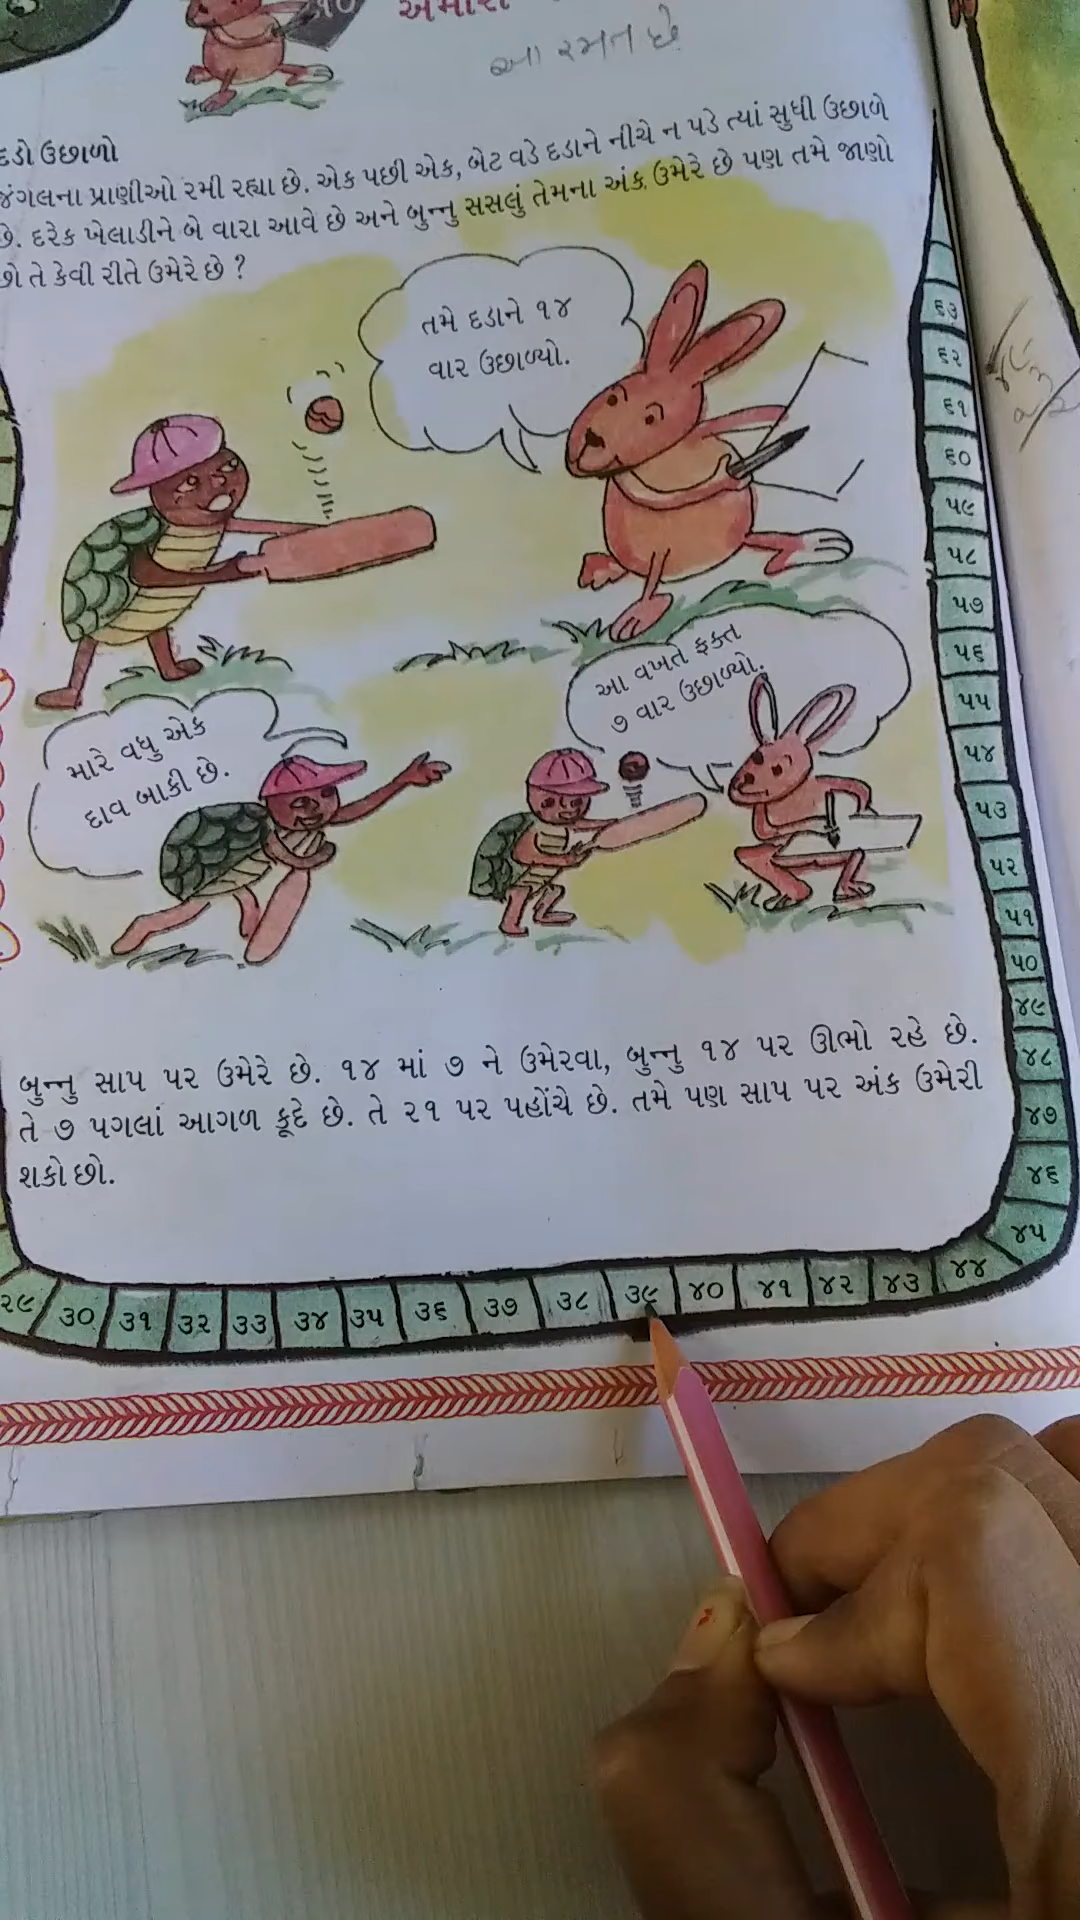 ૧૦ અમારી
આ રમત છે
દડો ઉછાળો
જંગલના પ્રાણીઓ રમી રહ્યા છે. એક પછી એક, બેટ વડે દડાને નીચે ન પડે ત્યાં સુધી ઉછાળે
છે. દરેક ખેલાડીને બે વારા આવે છે અને બુન્નુ સસલું તેમના અંક ઉમેરે છે પણ તમે જાણો
છો તે કેવી રીતે ઉમેરે છે ?
તમે દડાને ૧૪
વાર ઉછાળ્યો.
આ વખતે ફક્ત
૭ વાર ઉછાળ્યો.
મારે વધુ એક
દાવ બાકી છે.
બુન્નુ સાપ પર ઉમેરે છે. ૧૪ માં ૭ ને ઉમેરવા, બુન્નુ ૧૪ પર ઊભો રહે છે.
તે ૭ પગલાં આગળ કૂદે છે. તે ૨૧ પર પહોંચે છે. તમે પણ સાપ પર અંક ઉમેરી
શકો છો.
૨૯ ૩૦ ૩૧ ૩૨ ૩૩ ૩૪ ૩૫ ૩૬ ૩૭ ૩૮ ૩૯ ૪૦ ૪૧ ૪૨ ૪૩ ૪૪
૪૫
૪૬
૪૭
૪૮
૪૯
૫૦
૫૧
૫૨
૫૩
૫૪
૫૫
૫૬
૫૭
૫૮
૫૯
૬૦
૬૧
૬૨
૬૩